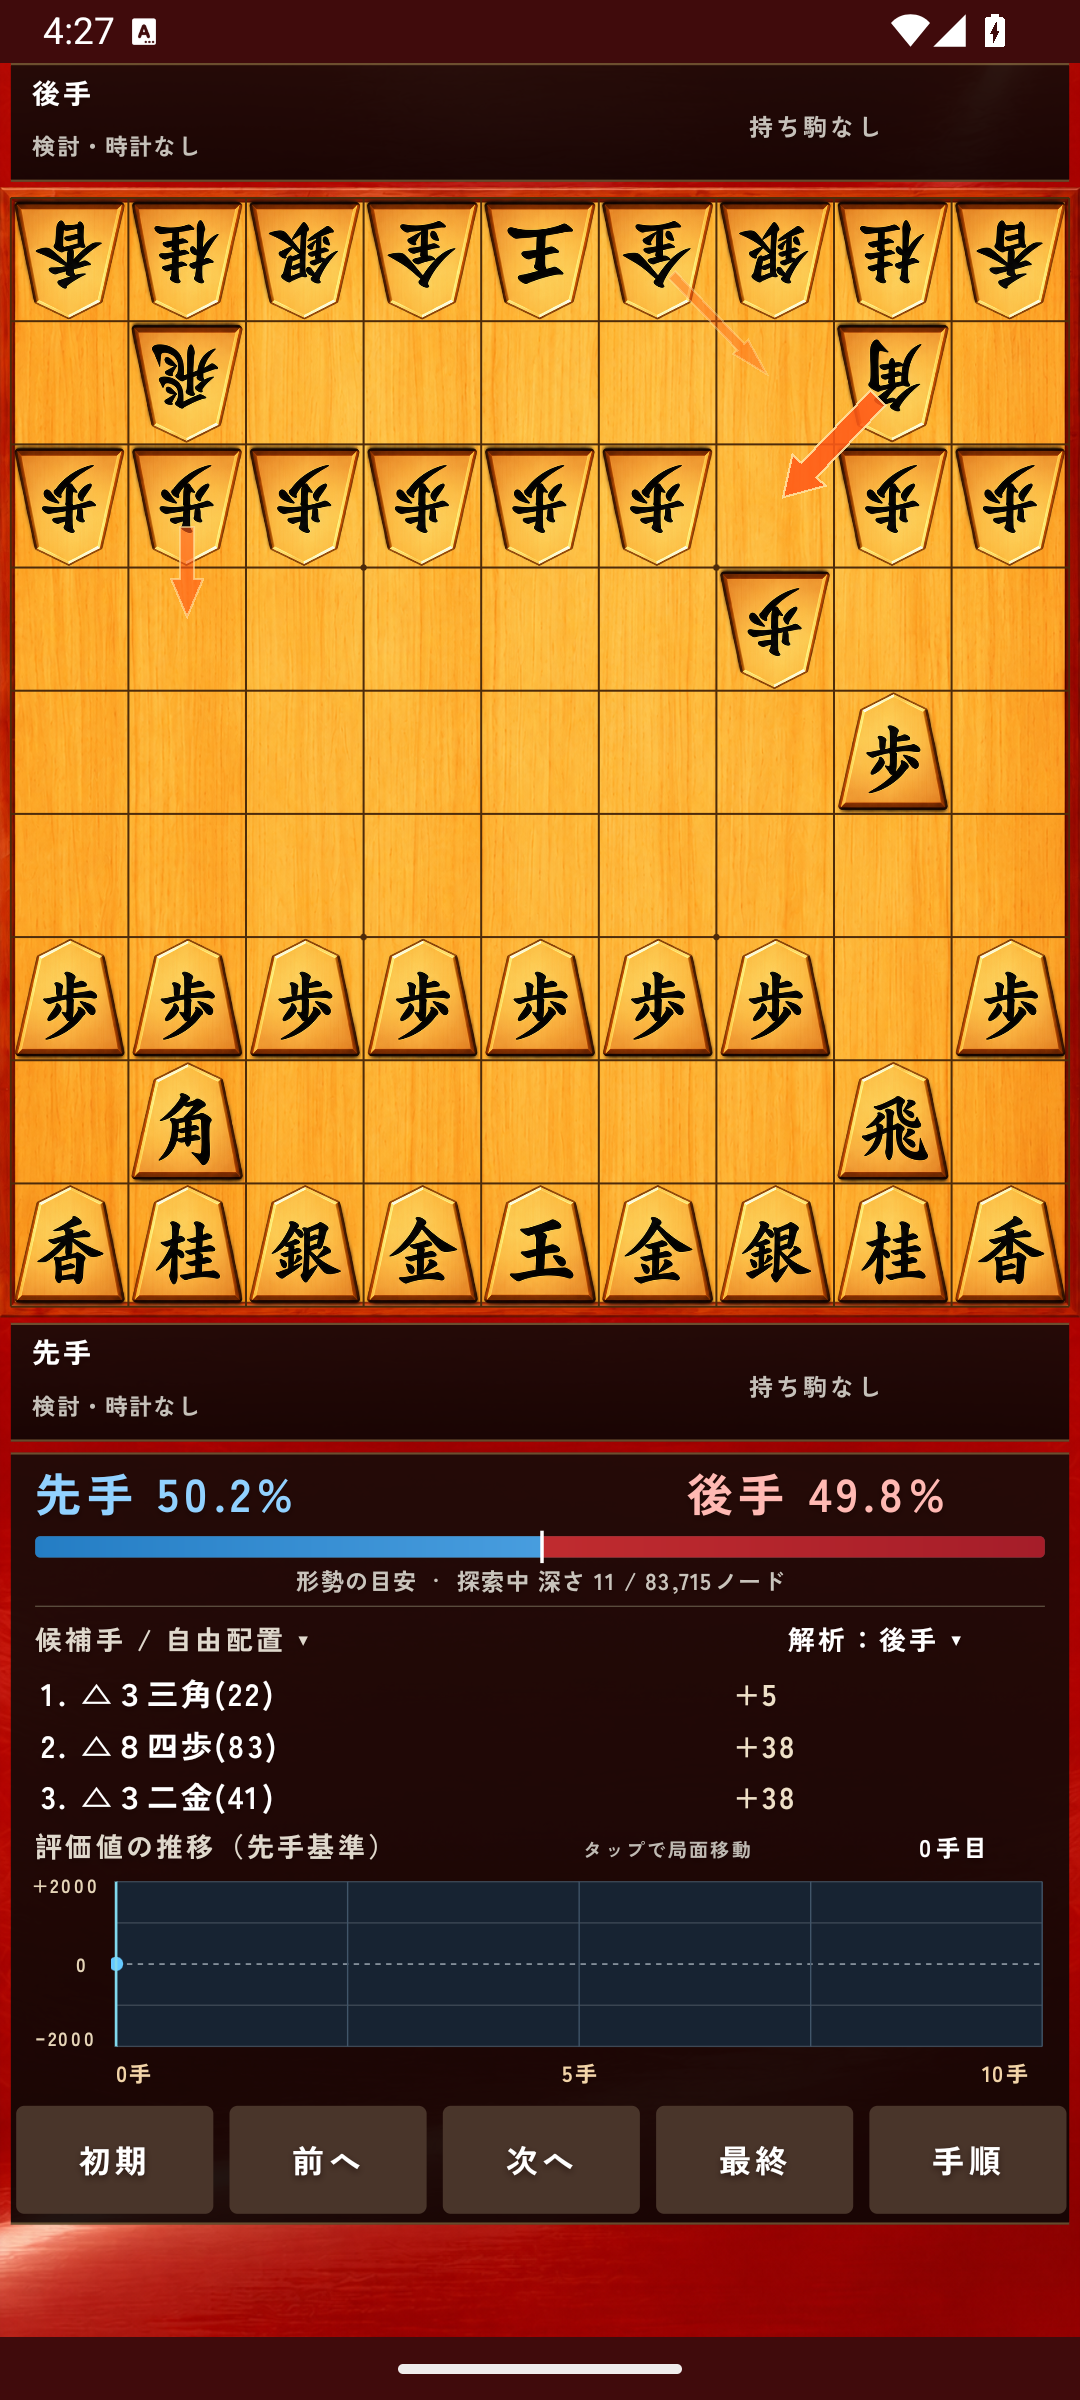 4:27 A
後手
検討・時計なし
持ち駒なし
香 桂 銀 金 王 金 銀 桂 香
飛 角
歩 歩 歩 歩 歩 歩 歩 歩
歩
歩
歩 歩 歩 歩 歩 歩 歩 歩
角 飛
香 桂 銀 金 玉 金 銀 桂 香
先手
検討・時計なし
持ち駒なし
先手 50.2% 後手 49.8%
形勢の目安 · 探索中 深さ 11 / 83,715ノード
候補手 / 自由配置 ▼ 解析：後手 ▼
1. △3三角(22) +5
2. △8四歩(83) +38
3. △3二金(41) +38
評価値の推移（先手基準） タップで局面移動 0手目
+2000
0
-2000
0手 5手 10手
初期 前へ 次へ 最終 手順